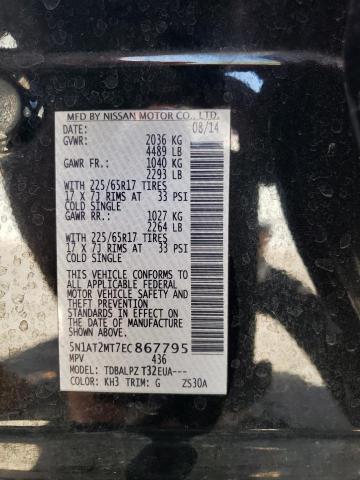 MFD BY NISSAN MOTOR CO., LTD.
DATE: 08/14
GVWR: 2036 KG
4489 LB
GAWR FR.: 1040 KG
2293 LB
WITH 225/65R17 TIRES
17 X 7J RIMS AT 33 PSI
COLD SINGLE
GAWR RR.: 1027 KG
2264 LB
WITH 225/65R17 TIRES
17 X 7J RIMS AT 33 PSI
COLD SINGLE
THIS VEHICLE CONFORMS TO
ALL APPLICABLE FEDERAL
MOTOR VEHICLE SAFETY
STANDARDS IN EFFECT ON
THE DATE OF MANUFACTURE
SHOWN ABOVE.
5N1AT2MT7EC867795
MPV 436
MODEL: TDBALPZ T32EUA---
COLOR: KH3 TRIM: G ZS30A